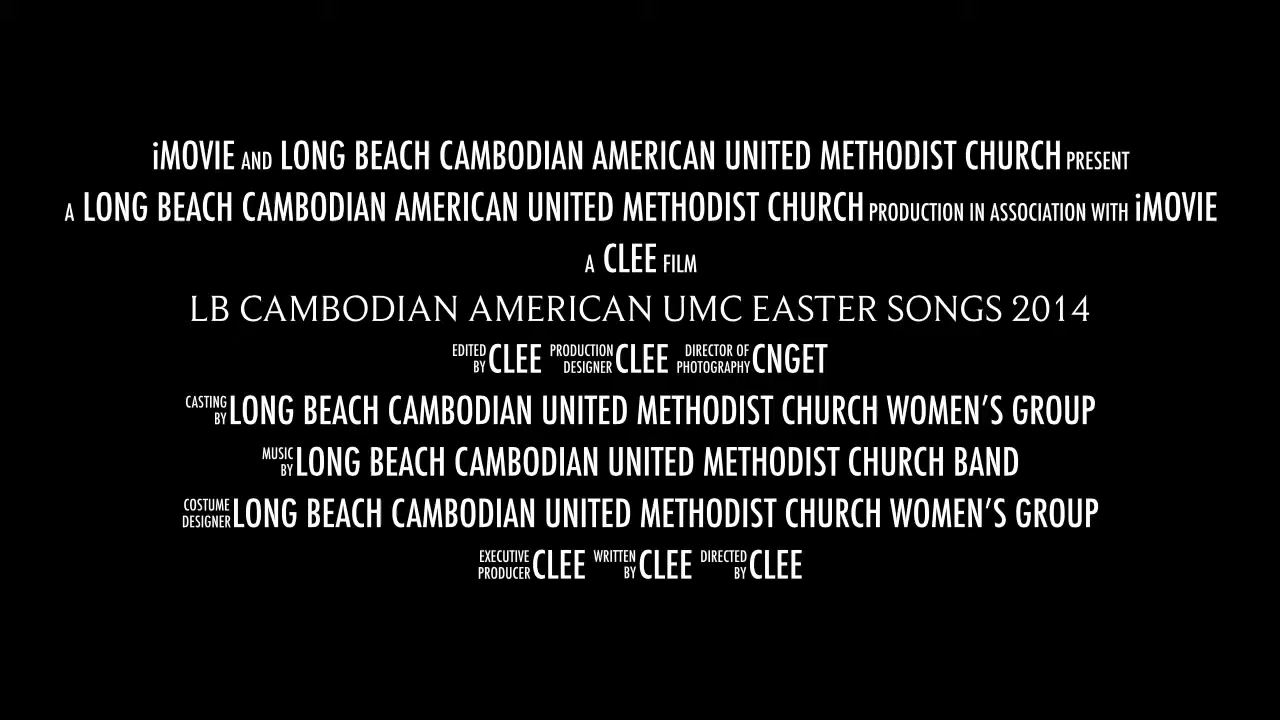 iMOVIE AND LONG BEACH CAMBODIAN AMERICAN UNITED METHODIST CHURCH PRESENT
A LONG BEACH CAMBODIAN AMERICAN UNITED METHODIST CHURCH PRODUCTION IN ASSOCIATION WITH iMOVIE
A CLEE FILM
LB CAMBODIAN AMERICAN UMC EASTER SONGS 2014
EDITED BY CLEE PRODUCTION DESIGNER CLEE DIRECTOR OF PHOTOGRAPHY CNGET
CASTING BY LONG BEACH CAMBODIAN UNITED METHODIST CHURCH WOMEN’S GROUP
MUSIC BY LONG BEACH CAMBODIAN UNITED METHODIST CHURCH BAND
COSTUME DESIGNER LONG BEACH CAMBODIAN UNITED METHODIST CHURCH WOMEN’S GROUP
EXECUTIVE PRODUCER CLEE WRITTEN BY CLEE DIRECTED BY CLEE